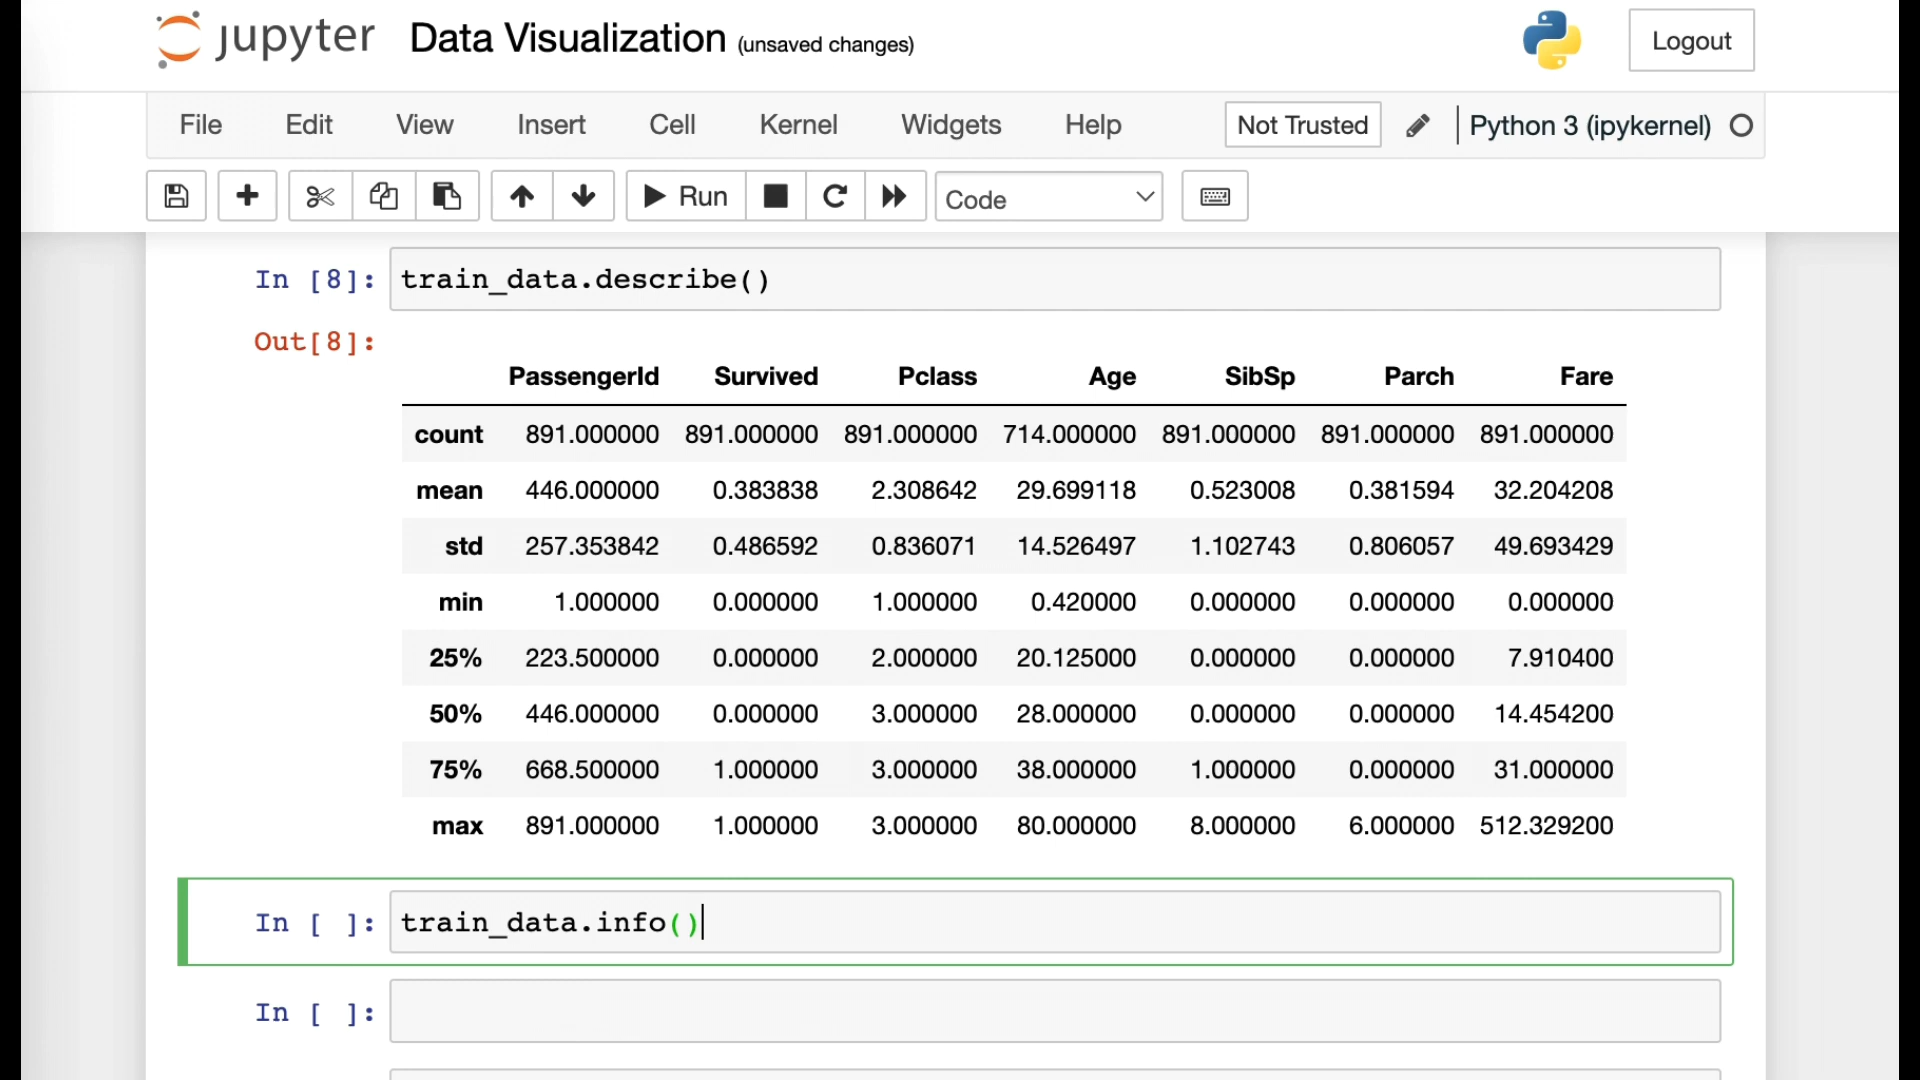 jupyter Data Visualization (unsaved changes) Logout
File Edit View Insert Cell Kernel Widgets Help Not Trusted Python 3 (ipykernel)
Run Code
In [8]: train_data.describe()
Out[8]:
PassengerId Survived Pclass Age SibSp Parch Fare
count 891.000000 891.000000 891.000000 714.000000 891.000000 891.000000 891.000000
mean 446.000000 0.383838 2.308642 29.699118 0.523008 0.381594 32.204208
std 257.353842 0.486592 0.836071 14.526497 1.102743 0.806057 49.693429
min 1.000000 0.000000 1.000000 0.420000 0.000000 0.000000 0.000000
25% 223.500000 0.000000 2.000000 20.125000 0.000000 0.000000 7.910400
50% 446.000000 0.000000 3.000000 28.000000 0.000000 0.000000 14.454200
75% 668.500000 1.000000 3.000000 38.000000 1.000000 0.000000 31.000000
max 891.000000 1.000000 3.000000 80.000000 8.000000 6.000000 512.329200
In [ ]: train_data.info()
In [ ]: